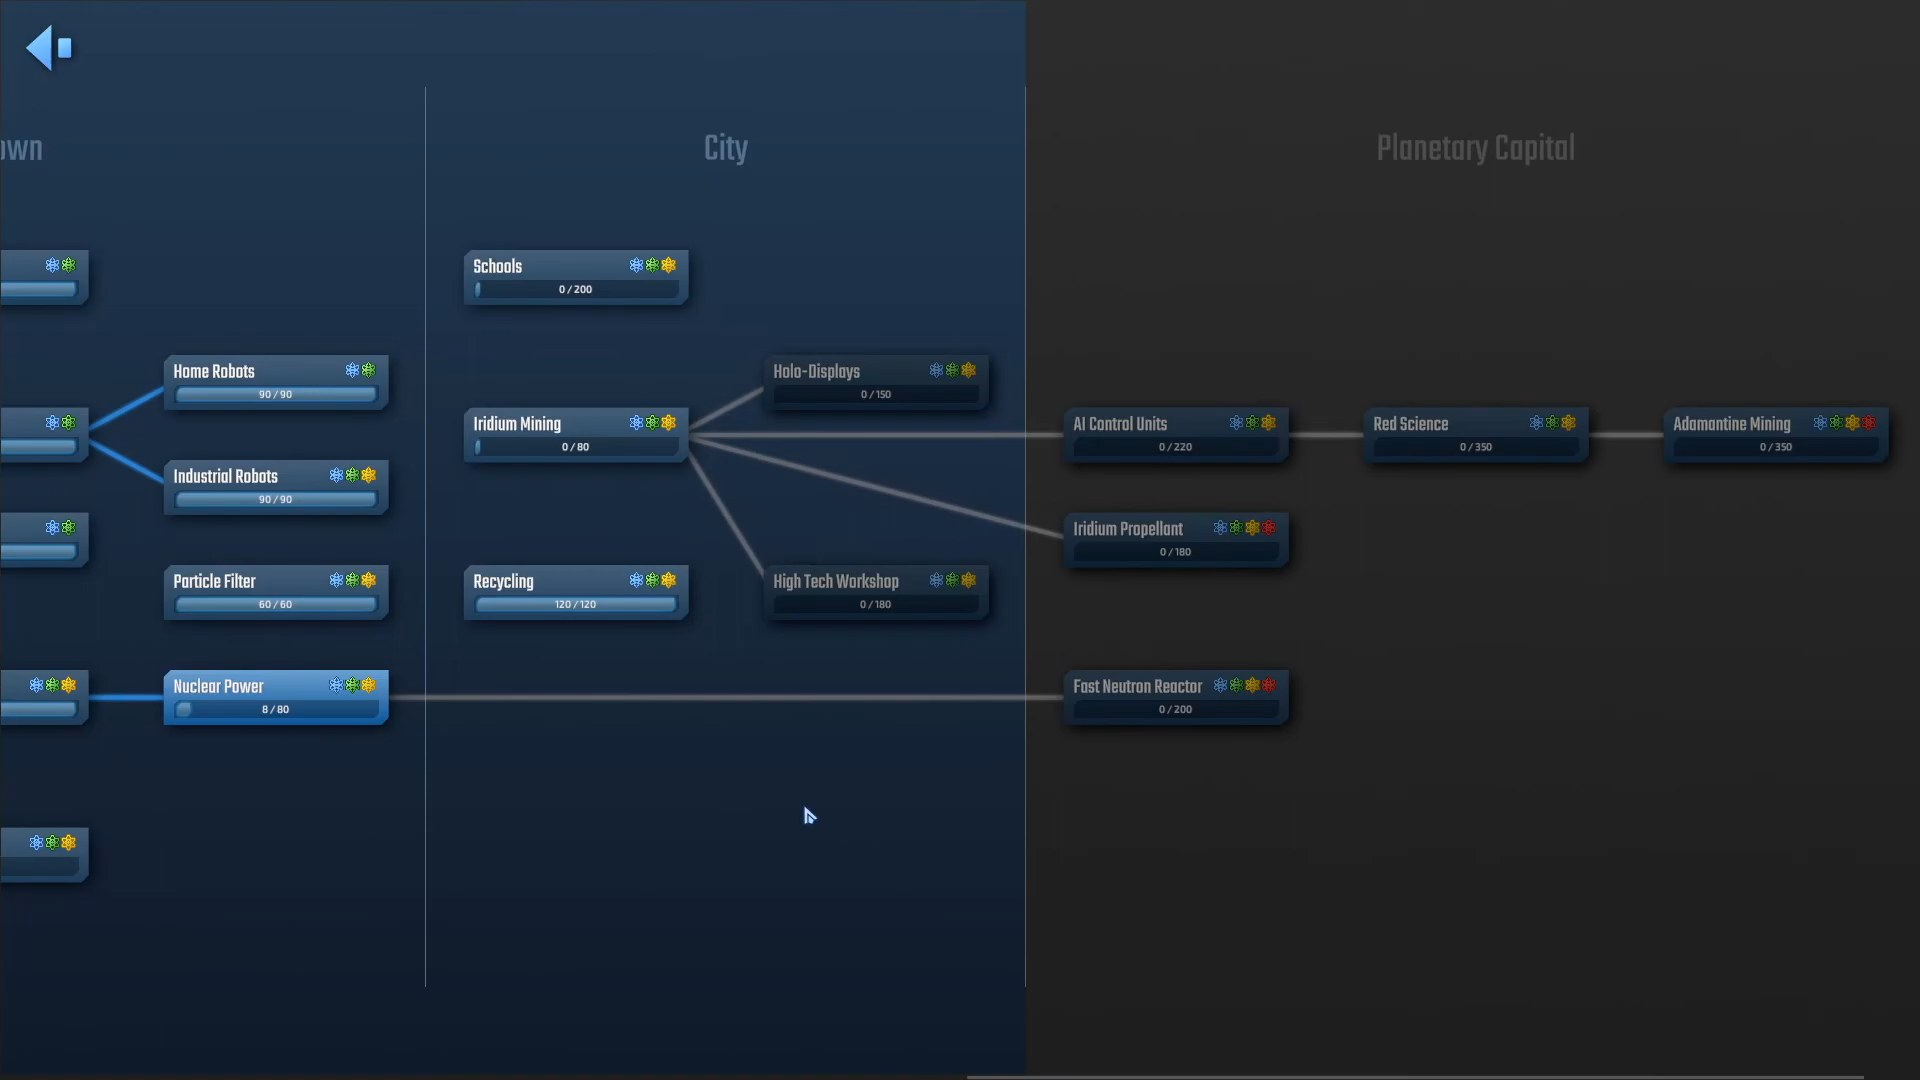 own
City
Planetary Capital
Schools
0 / 200
Home Robots
90 / 90
Holo-Displays
0 / 150
Iridium Mining
0 / 80
AI Control Units
0 / 220
Red Science
0 / 350
Adamantine Mining
0 / 350
Industrial Robots
90 / 90
Iridium Propellant
0 / 180
Particle Filter
60 / 60
Recycling
120 / 120
High Tech Workshop
0 / 180
Nuclear Power
8 / 80
Fast Neutron Reactor
0 / 200